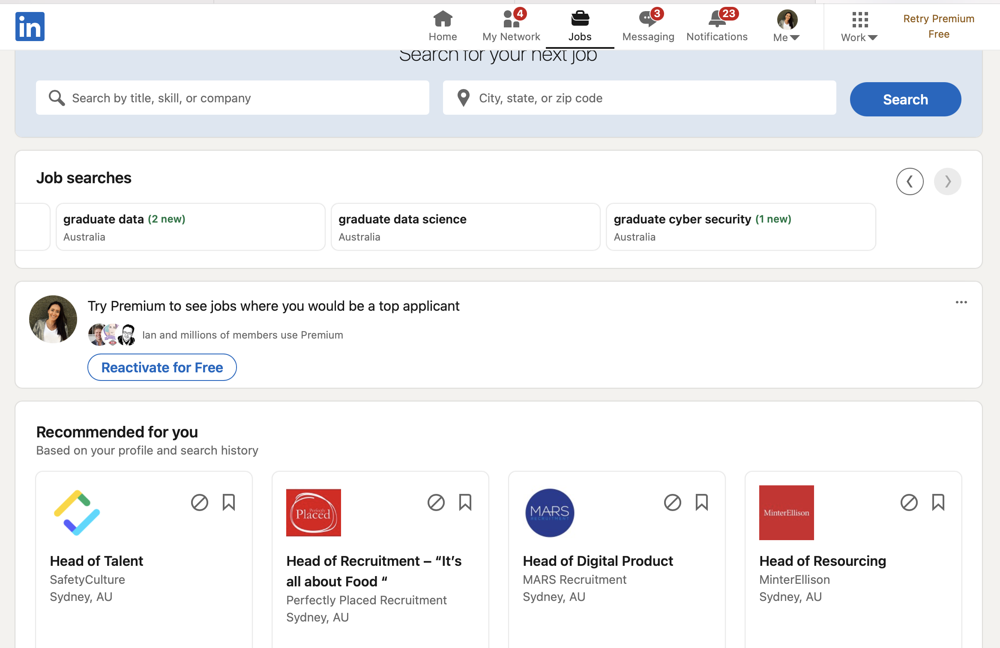 in
4
3
23
Home
My Network
Jobs
Messaging
Notifications
Me
Work
Retry Premium
Free
Search for your next job
Search by title, skill, or company
City, state, or zip code
Search
Job searches
graduate data (2 new)
Australia
graduate data science
Australia
graduate cyber security (1 new)
Australia
Try Premium to see jobs where you would be a top applicant
Ian and millions of members use Premium
Reactivate for Free
Recommended for you
Based on your profile and search history
Perfectly
Placed
MARS
RECRUITMENT
MinterEllison
Head of Talent
SafetyCulture
Sydney, AU
Head of Recruitment – “It’s
all about Food “
Perfectly Placed Recruitment
Sydney, AU
Head of Digital Product
MARS Recruitment
Sydney, AU
Head of Resourcing
MinterEllison
Sydney, AU